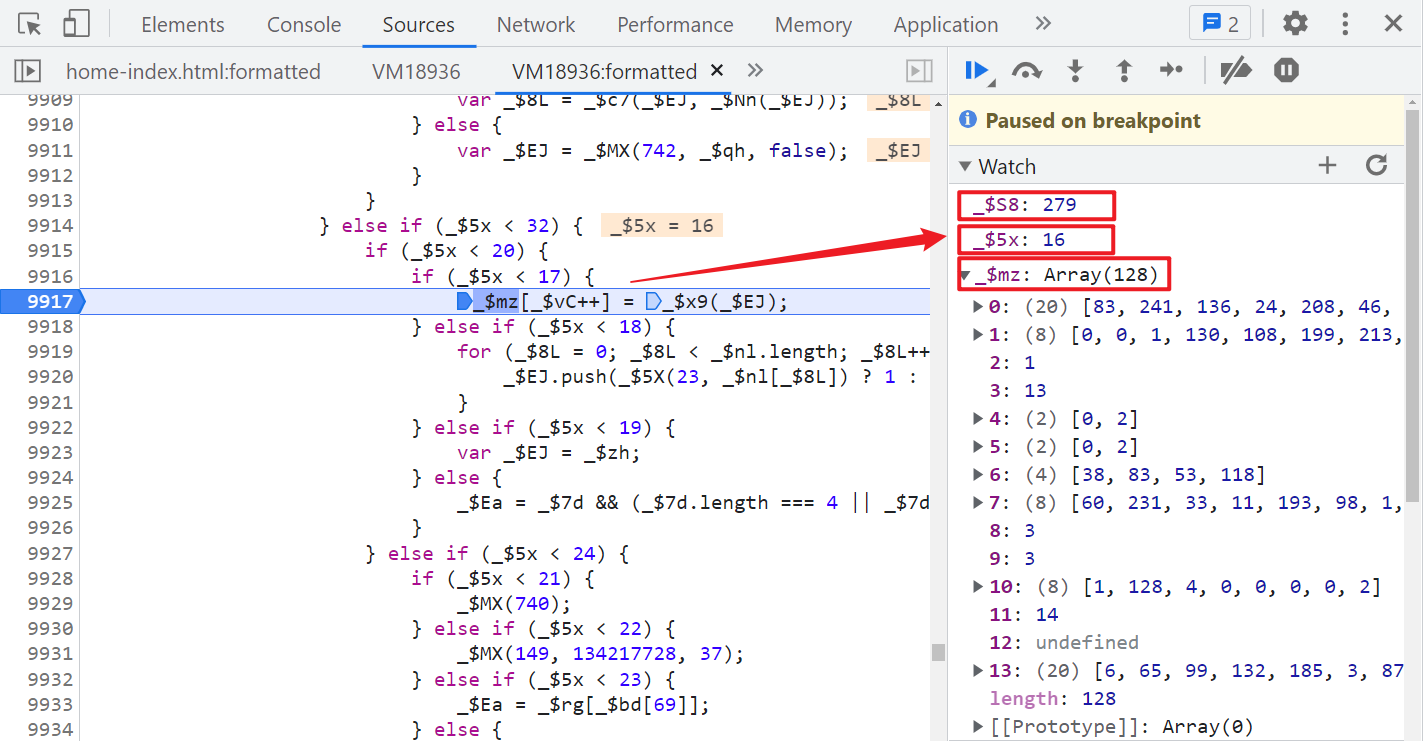 Elements Console Sources Network Performance Memory Application 2
home-index.html:formatted VM18936 VM18936:formatted
9909 var _$8L = _$c7(_$EJ, _$Nn(_$EJ)); _$8L
9910 } else {
9911 var _$EJ = _$MX(742, _$qh, false); _$EJ
9912 }
9913 }
9914 } else if (_$5x < 32) { _$5x = 16
9915 if (_$5x < 20) {
9916 if (_$5x < 17) {
9917 _$mz[_$vC++] = _$x9(_$EJ);
9918 } else if (_$5x < 18) {
9919 for (_$8L = 0; _$8L < _$nl.length; _$8L++
9920 _$EJ.push(_$5X(23, _$nl[_$8L]) ? 1 :
9921 }
9922 } else if (_$5x < 19) {
9923 var _$EJ = _$zh;
9924 } else {
9925 _$Ea = _$7d && (_$7d.length === 4 || _$7d
9926 }
9927 } else if (_$5x < 24) {
9928 if (_$5x < 21) {
9929 _$MX(740);
9930 } else if (_$5x < 22) {
9931 _$MX(149, 134217728, 37);
9932 } else if (_$5x < 23) {
9933 _$Ea = _$rg[_$bd[69]];
9934 } else {
Paused on breakpoint
Watch
_$S8: 279
_$5x: 16
_$mz: Array(128)
0: (20) [83, 241, 136, 24, 208, 46,
1: (8) [0, 0, 1, 130, 108, 199, 213,
2: 1
3: 13
4: (2) [0, 2]
5: (2) [0, 2]
6: (4) [38, 83, 53, 118]
7: (8) [60, 231, 33, 11, 193, 98, 1,
8: 3
9: 3
10: (8) [1, 128, 4, 0, 0, 0, 0, 2]
11: 14
12: undefined
13: (20) [6, 65, 99, 132, 185, 3, 87
length: 128
[[Prototype]]: Array(0)